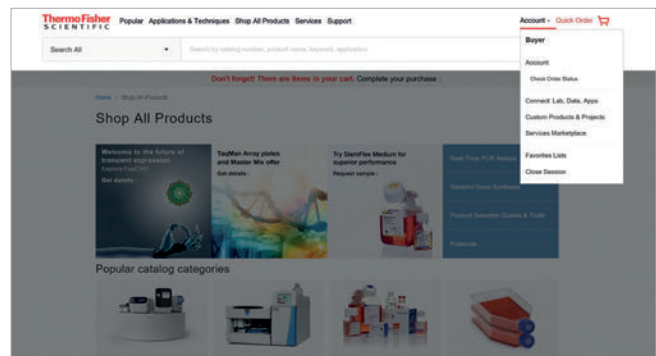 ThermoFisher
SCIENTIFIC
Popular Applications & Techniques Shop All Products Services Support
Account Quick Order
Search All
Search by catalog number, product name, keyword, application
Buyer
Account
Check Order Status
Connect: Lab, Data, Apps
Custom Products & Projects
Services Marketplace
Favorites Lists
Close Session
Don't forget! There are items in your cart. Complete your purchase ›
Home › Shop All Products
Shop All Products
Welcome to the future of
transient expression
Explore ExpiCHO
Get details ›
TaqMan Array plates
and Master Mix offer
Get details ›
Try StemFlex Medium for
superior performance
Request sample ›
Real-Time PCR Assays
GeneArt Gene Synthesis
Product Selection Guides & Tools
Popular catalog categories